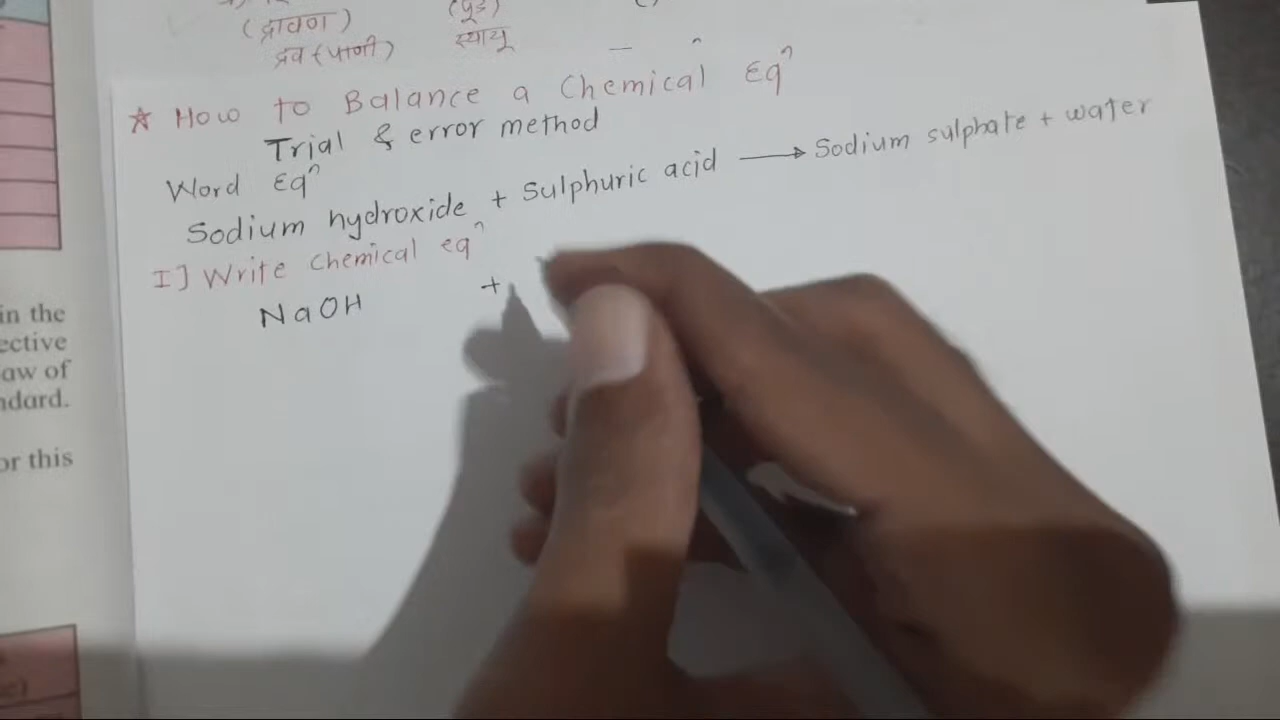 (द्रावण)
द्रव (पाणी)
स्थायू
☆ How to Balance a Chemical Eqⁿ
Trial & error method
Word Eqⁿ
Sodium hydroxide + Sulphuric acid ⟶ Sodium sulphate + water
I] Write chemical eqⁿ
NaOH +
in the
ective
aw of
ndard.
or this